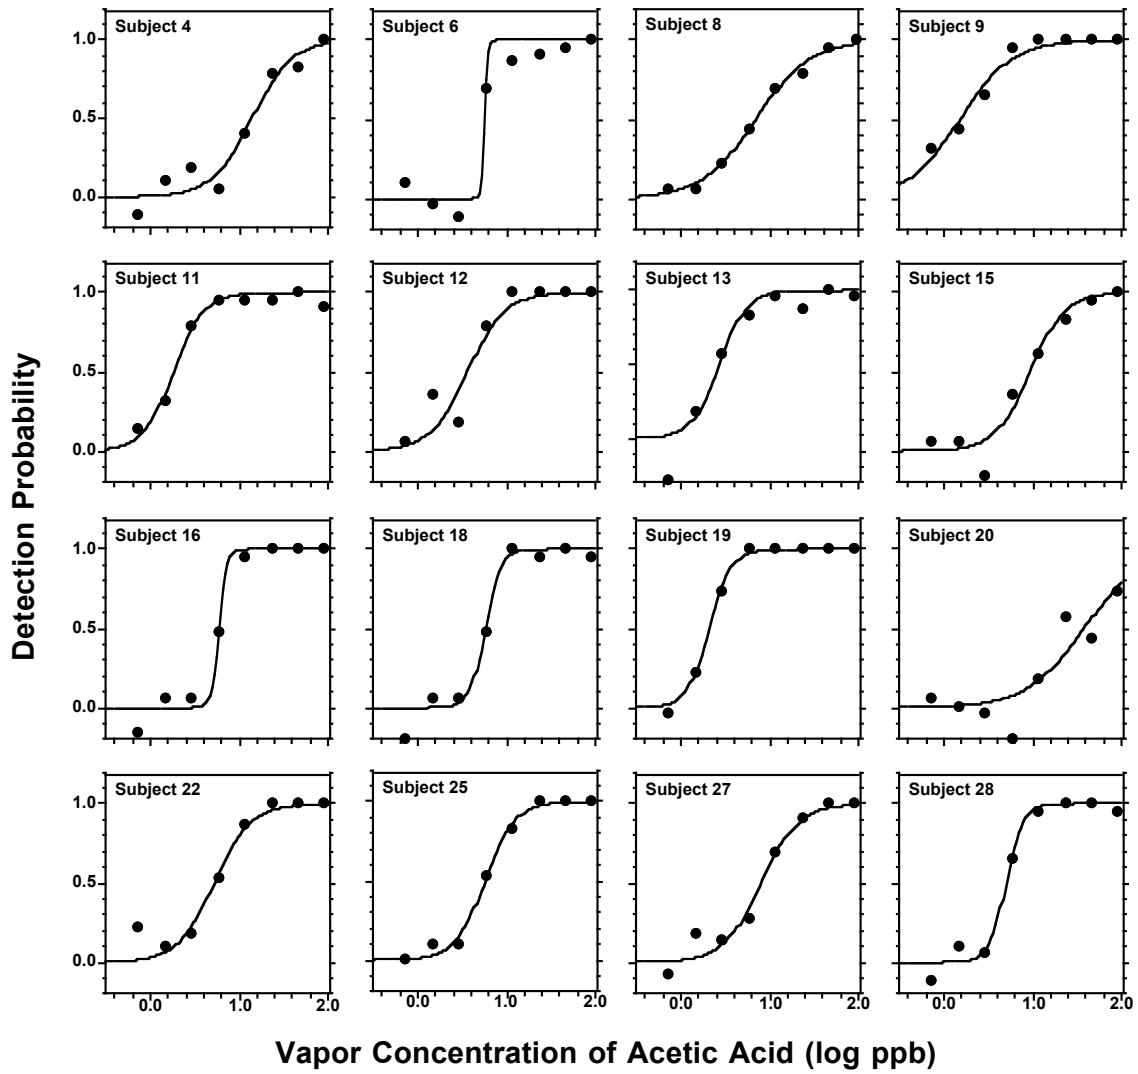 Subject 4
Subject 6
Subject 8
Subject 9
1.0
0.5
0.0
Subject 11
Subject 12
Subject 13
Subject 15
1.0
0.5
0.0
Subject 16
Subject 18
Subject 19
Subject 20
1.0
0.5
0.0
Subject 22
Subject 25
Subject 27
Subject 28
1.0
0.5
0.0
0.0 1.0 2.0 0.0 1.0 2.0 0.0 1.0 2.0 0.0 1.0 2.0
Detection Probability
Vapor Concentration of Acetic Acid (log ppb)